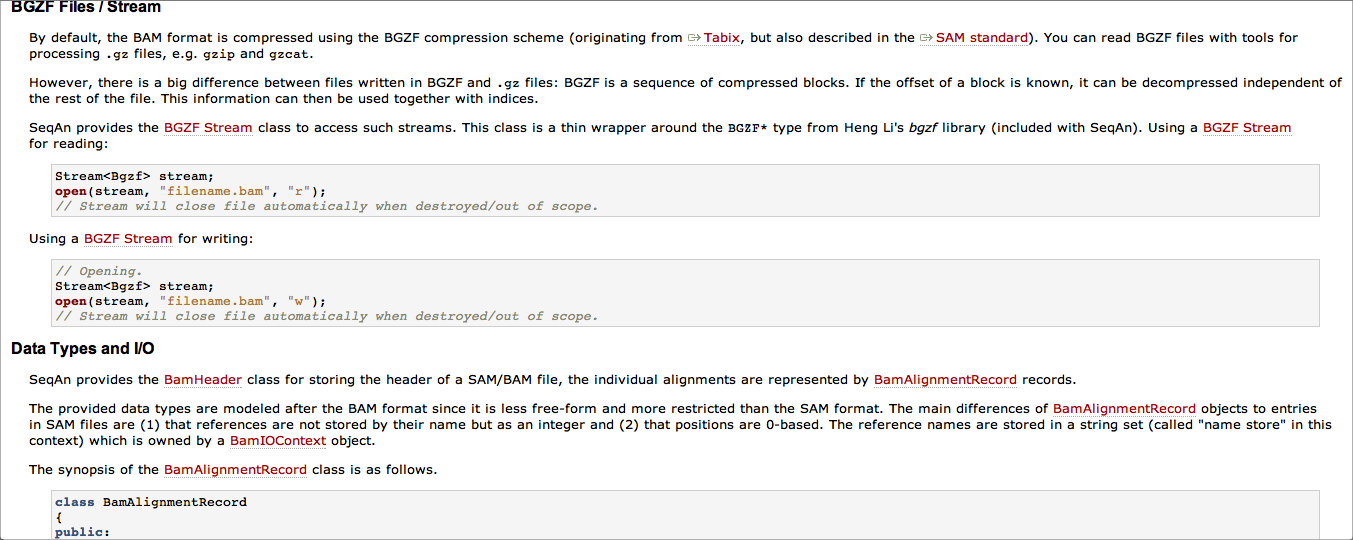 BGZF Files / Stream
By default, the BAM format is compressed using the BGZF compression scheme (originating from Tabix, but also described in the SAM standard). You can read BGZF files with tools for
processing .gz files, e.g. gzip and gzcat.
However, there is a big difference between files written in BGZF and .gz files: BGZF is a sequence of compressed blocks. If the offset of a block is known, it can be decompressed independent of
the rest of the file. This information can then be used together with indices.
SeqAn provides the BGZF Stream class to access such streams. This class is a thin wrapper around the BGZF* type from Heng Li's bgzf library (included with SeqAn). Using a BGZF Stream
for reading:
Stream<Bgzf> stream;
open(stream, "filename.bam", "r");
// Stream will close file automatically when destroyed/out of scope.
Using a BGZF Stream for writing:
// Opening.
Stream<Bgzf> stream;
open(stream, "filename.bam", "w");
// Stream will close file automatically when destroyed/out of scope.
Data Types and I/O
SeqAn provides the BamHeader class for storing the header of a SAM/BAM file, the individual alignments are represented by BamAlignmentRecord records.
The provided data types are modeled after the BAM format since it is less free-form and more restricted than the SAM format. The main differences of BamAlignmentRecord objects to entries
in SAM files are (1) that references are not stored by their name but as an integer and (2) that positions are 0-based. The reference names are stored in a string set (called "name store" in this
context) which is owned by a BamIOContext object.
The synopsis of the BamAlignmentRecord class is as follows.
class BamAlignmentRecord
{
public: